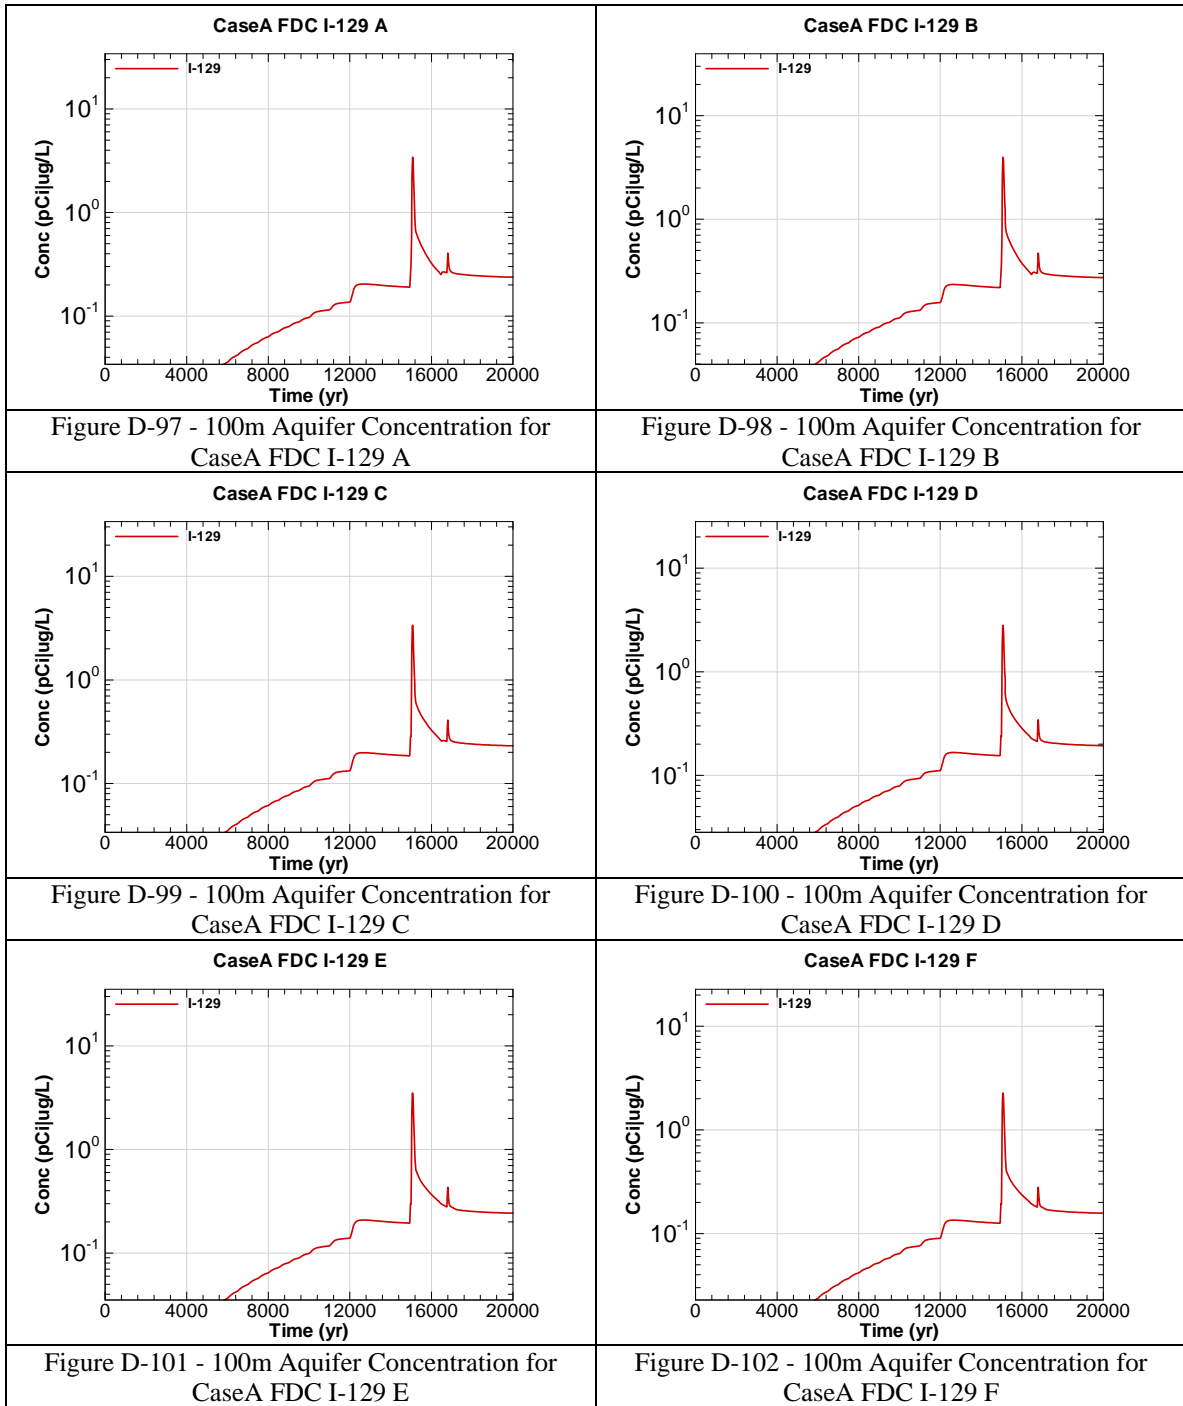 CaseA FDC I-129 A
I-129
Conc (pCi|ug/L)
10^1
10^0
10^-1
0 4000 8000 12000 16000 20000
Time (yr)
Figure D-97 - 100m Aquifer Concentration for
CaseA FDC I-129 A
CaseA FDC I-129 B
I-129
Conc (pCi|ug/L)
10^1
10^0
10^-1
0 4000 8000 12000 16000 20000
Time (yr)
Figure D-98 - 100m Aquifer Concentration for
CaseA FDC I-129 B
CaseA FDC I-129 C
I-129
Conc (pCi|ug/L)
10^1
10^0
10^-1
0 4000 8000 12000 16000 20000
Time (yr)
Figure D-99 - 100m Aquifer Concentration for
CaseA FDC I-129 C
CaseA FDC I-129 D
I-129
Conc (pCi|ug/L)
10^1
10^0
10^-1
0 4000 8000 12000 16000 20000
Time (yr)
Figure D-100 - 100m Aquifer Concentration for
CaseA FDC I-129 D
CaseA FDC I-129 E
I-129
Conc (pCi|ug/L)
10^1
10^0
10^-1
0 4000 8000 12000 16000 20000
Time (yr)
Figure D-101 - 100m Aquifer Concentration for
CaseA FDC I-129 E
CaseA FDC I-129 F
I-129
Conc (pCi|ug/L)
10^1
10^0
10^-1
0 4000 8000 12000 16000 20000
Time (yr)
Figure D-102 - 100m Aquifer Concentration for
CaseA FDC I-129 F